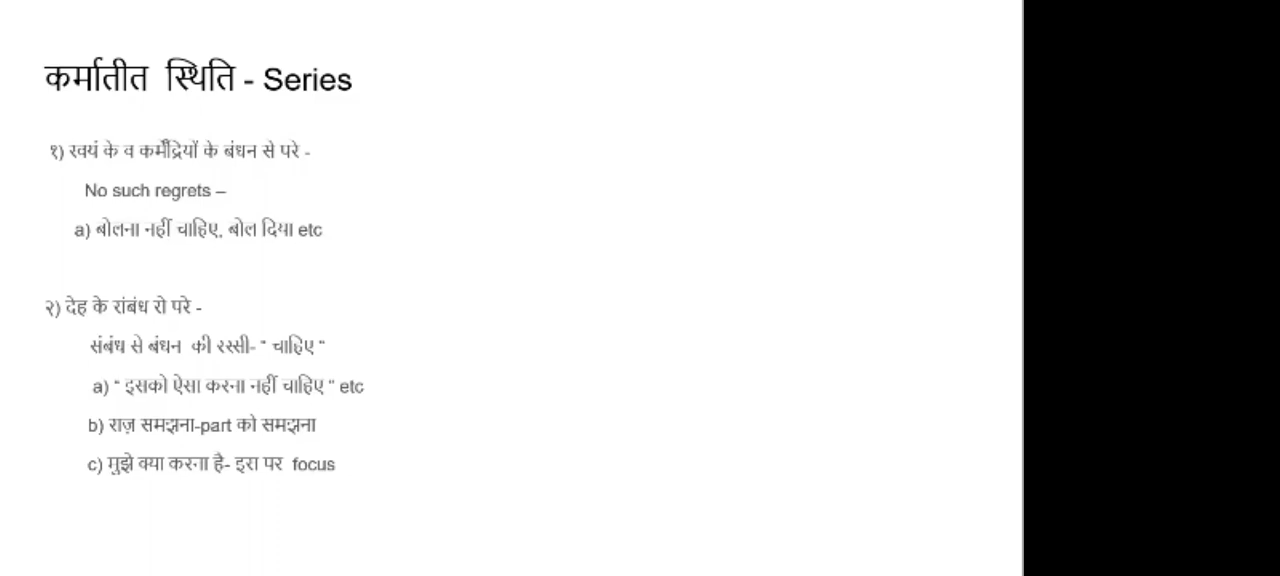 कर्मातीत स्थिति - Series
१) स्वयं के व कर्मेंद्रियों के बंधन से परे -
No such regrets –
a) बोलना नहीं चाहिए, बोल दिया etc
२) देह के संबंध से परे -
संबंध से बंधन की रस्सी- " चाहिए "
a) " इसको ऐसा करना नहीं चाहिए " etc
b) राज़ समझना-part को समझना
c) मुझे क्या करना है- इस पर focus